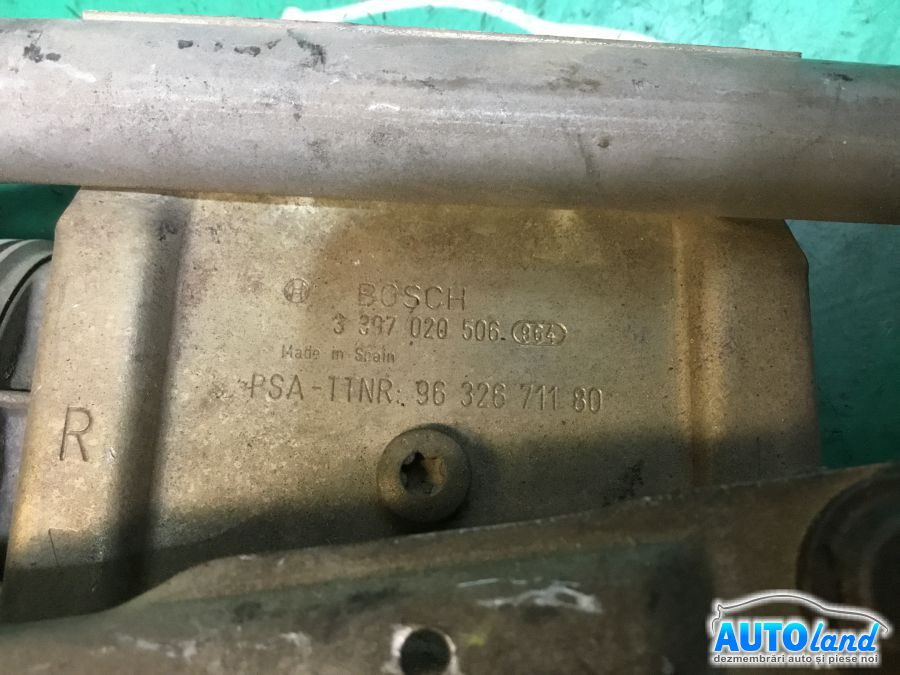 BOSCH
3 397 020 506 864
Made in Spain
PSA-TTNR: 96 326 711 80
R
AUTOland
dezmembrări auto și piese noi